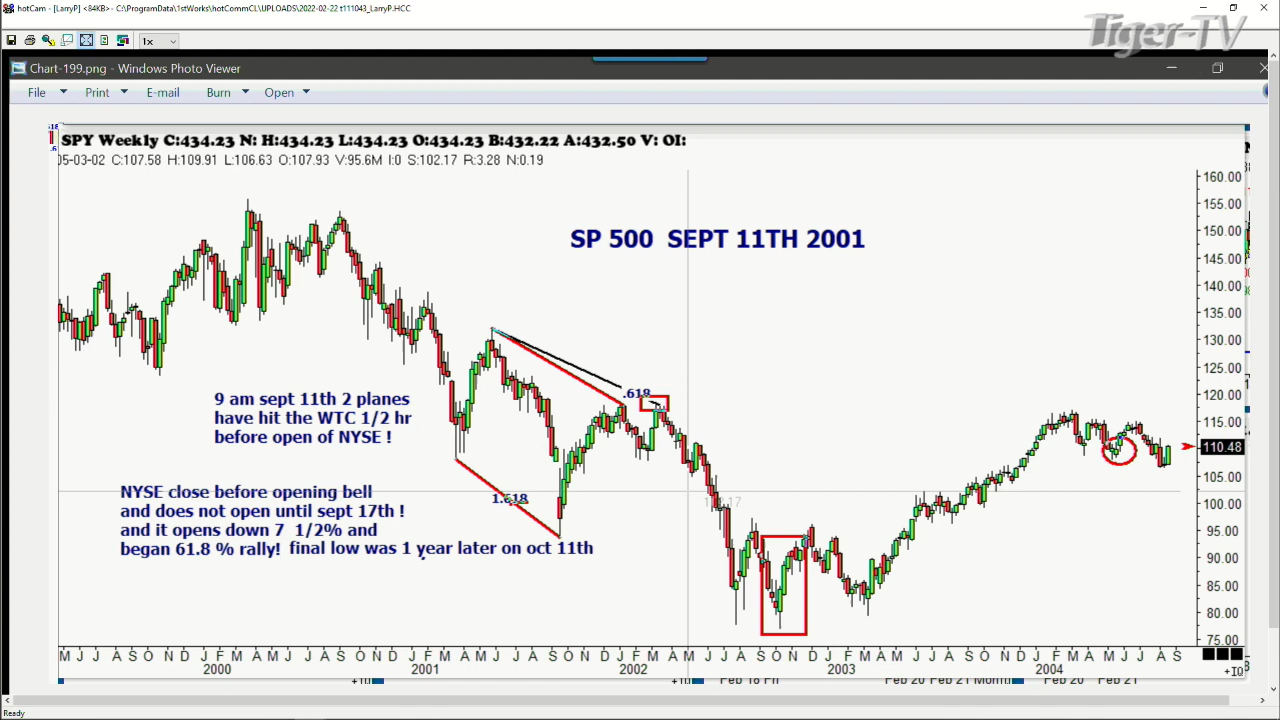 hotCam - [LarryP] <84KB>- C:\ProgramData\1stWorks\hotCommCL\UPLOADS\2022-02-22 t111043_LarryP.HCC
1x
Tiger-TV
Chart-199.png - Windows Photo Viewer
File Print E-mail Burn Open
SPY Weekly C:434.23 N: H:434.23 L:434.23 O:434.23 B:432.22 A:432.50 V: OI:
05-03-02 C:107.58 H:109.91 L:106.63 O:107.93 V:95.6M I:0 S:102.17 R:3.28 N:0.19
SP 500 SEPT 11TH 2001
160.00
155.00
150.00
145.00
140.00
135.00
130.00
125.00
120.00
115.00
110.48
105.00
100.00
95.00
90.00
85.00
80.00
75.00
.618
9 am sept 11th 2 planes
have hit the WTC 1/2 hr
before open of NYSE !
1.618
NYSE close before opening bell
and does not open until sept 17th !
and it opens down 7 1/2% and
began 61.8 % rally! final low was 1 year later on oct 11th
M J J A S O N D J F M A M J J A S O N D J F M A M J J A S O N D J F M A M J J A S O N D J F M A M J J A S O N D J F M A M J J A S
2000 2001 2002 2003 2004
Feb 18 Fri Feb 20 Feb 21 Mon Feb 20 Feb 21
Ready